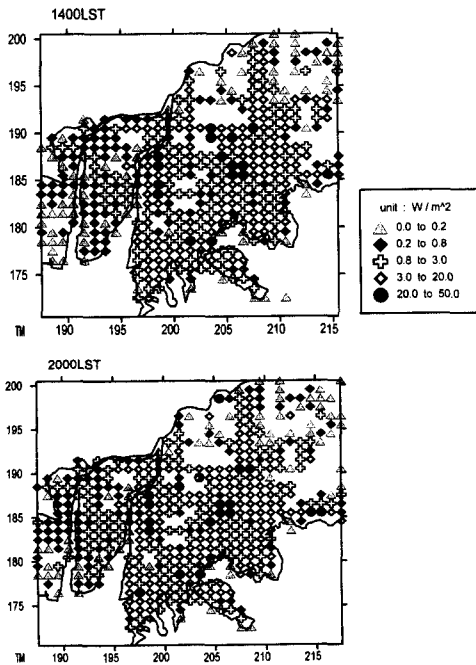 1400LST
200
195
190
185
180
175
TM
190 195 200 205 210 215
unit : W / m^2
0.0 to 0.2
0.2 to 0.8
0.8 to 3.0
3.0 to 20.0
20.0 to 50.0
2000LST
200
195
190
185
180
175
TM
190 195 200 205 210 215